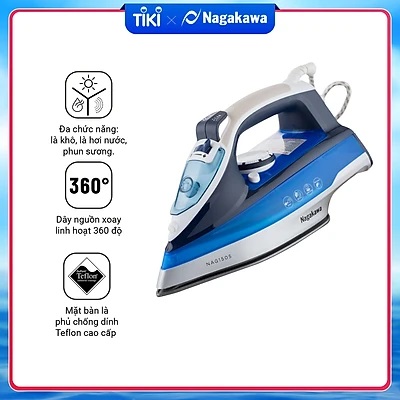 TIKI × Nagakawa
Đa chức năng:
là khô, là hơi nước,
phun sương.
360°
Dây nguồn xoay
linh hoạt 360 độ
Teflon
Mặt bàn là
phủ chống dính
Teflon cao cấp
Nagakawa
NAG1505